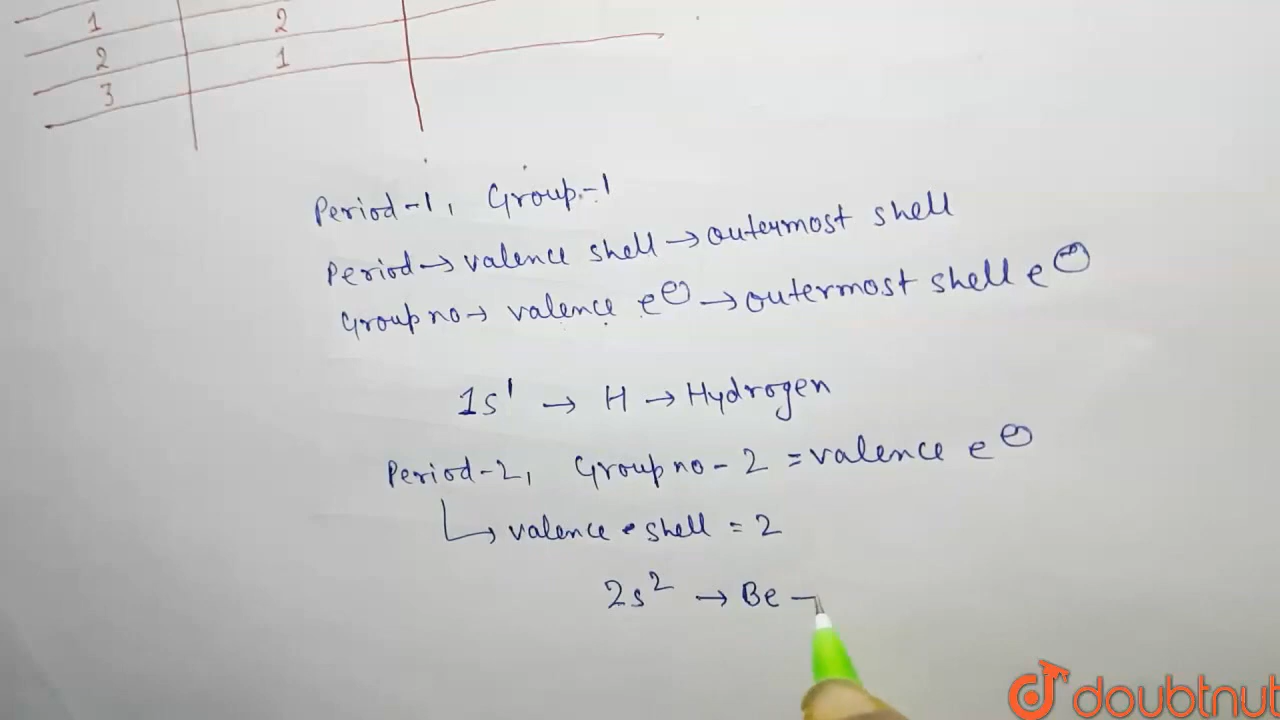 1 2
2 1
3
Period-1, Group-1
Period→ valence shell → outermost shell
Group no → valence e⊖ → outermost shell e⊖
1s¹ → H → Hydrogen
Period-2, Group no - 2 = valence e⊖
↳ valence shell = 2
2s² → Be →
doubtnut